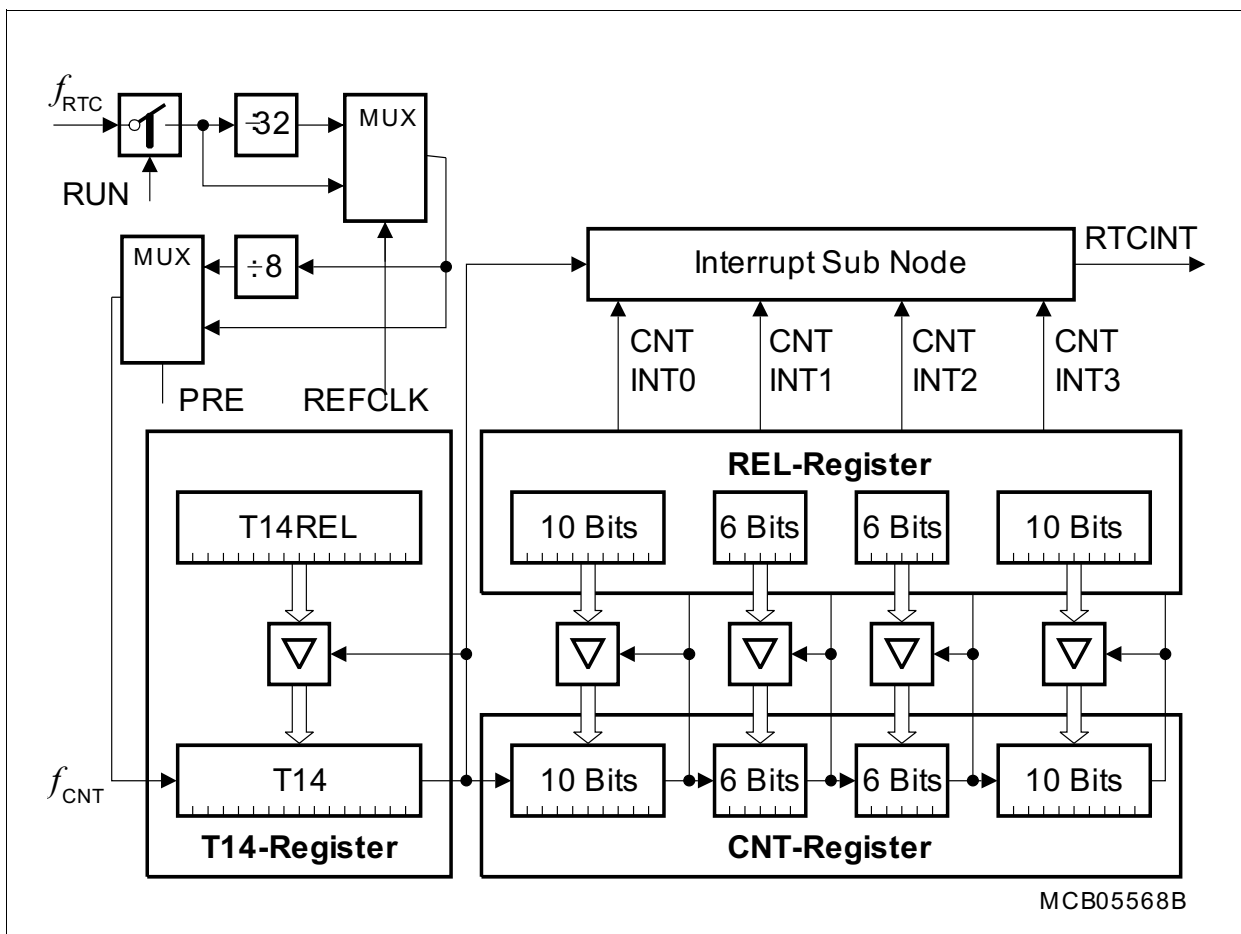 fRTC
÷32
MUX
RUN
MUX
÷8
Interrupt Sub Node
RTCINT
CNT INT0
CNT INT1
CNT INT2
CNT INT3
PRE
REFCLK
REL-Register
T14REL
10 Bits
6 Bits
6 Bits
10 Bits
fCNT
T14
10 Bits
6 Bits
6 Bits
10 Bits
T14-Register
CNT-Register
MCB05568B